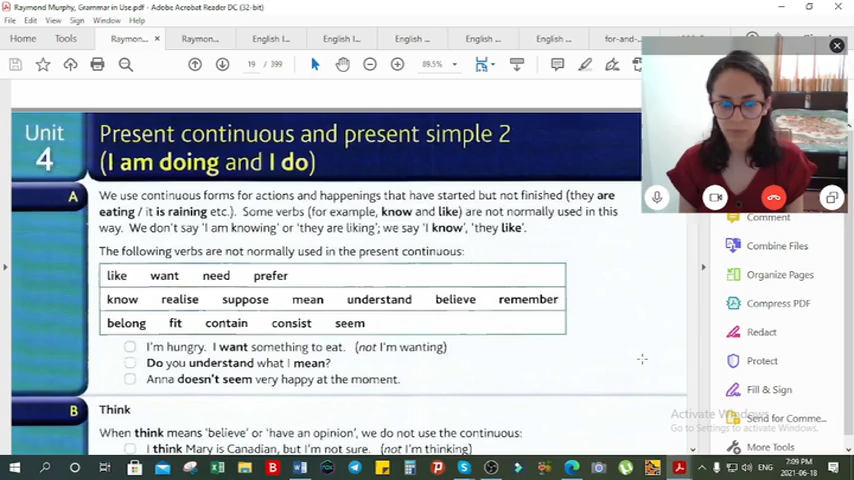 Raymond Murphy, Grammar in Use.pdf - Adobe Acrobat Reader DC (32-bit)
File Edit View Sign Window Help
Home Tools Raymon... × Raymon... English I... English I... English ... English ... English ... for-and-...
19 / 399 89.5%
Unit
4
Present continuous and present simple 2
(I am doing and I do)
A
We use continuous forms for actions and happenings that have started but not finished (they are
eating / it is raining etc.). Some verbs (for example, know and like) are not normally used in this
way. We don't say 'I am knowing' or 'they are liking'; we say 'I know', 'they like'.
The following verbs are not normally used in the present continuous:
like want need prefer
know realise suppose mean understand believe remember
belong fit contain consist seem
I'm hungry. I want something to eat. (not I'm wanting)
Do you understand what I mean?
Anna doesn't seem very happy at the moment.
B
Think
When think means 'believe' or 'have an opinion', we do not use the continuous:
I think Mary is Canadian, but I'm not sure. (not I'm thinking)
Comment
Combine Files
Organize Pages
Compress PDF
Redact
Protect
Fill & Sign
Send for Comme...
More Tools
Activate Windows
Go to Settings to activate Windows.
ENG
7:09 PM
2021-06-18